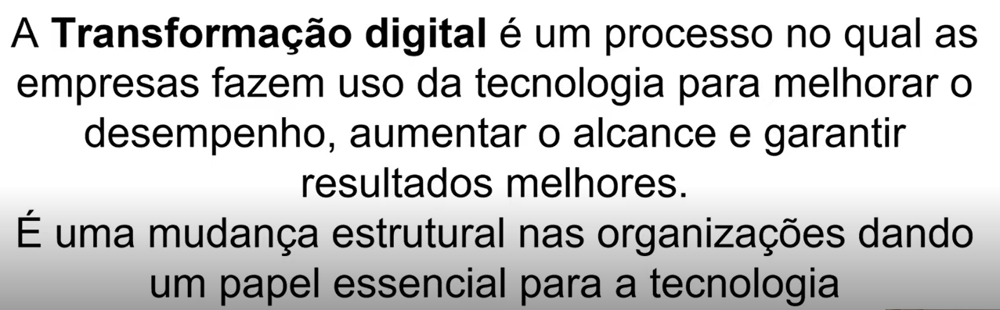 A Transformação digital é um processo no qual as
empresas fazem uso da tecnologia para melhorar o
desempenho, aumentar o alcance e garantir
resultados melhores.
É uma mudança estrutural nas organizações dando
um papel essencial para a tecnologia